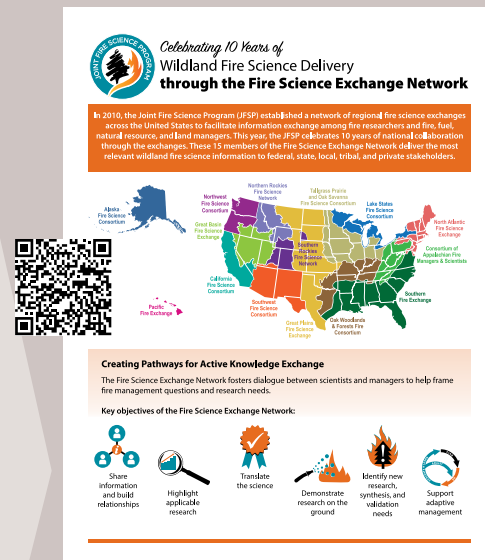 JOINT FIRE SCIENCE PROGRAM
Celebrating 10 Years of
Wildland Fire Science Delivery
through the Fire Science Exchange Network
In 2010, the Joint Fire Science Program (JFSP) established a network of regional fire science exchanges
across the United States to facilitate information exchange among fire researchers and fire, fuel,
natural resource, and land managers. This year, the JFSP celebrates 10 years of national collaboration
through the exchanges. These 15 members of the Fire Science Exchange Network deliver the most
relevant wildland fire science information to federal, state, local, tribal, and private stakeholders.
Alaska
Fire Science
Consortium
Northwest
Fire Science
Consortium
Northern Rockies
Fire Science
Network
Tallgrass Prairie
and Oak Savanna
Fire Science Consortium
Lake States
Fire Science
Consortium
North Atlantic
Fire Science
Exchange
Great Basin
Fire Science
Exchange
Southern
Rockies
Fire Science
Network
Consortium of
Appalachian Fire
Managers & Scientists
California
Fire Science
Consortium
Pacific
Fire Exchange
Southwest
Fire Science
Consortium
Southern
Fire Exchange
Great Plains
Fire Science
Exchange
Oak Woodlands
& Forests Fire
Consortium
Creating Pathways for Active Knowledge Exchange
The Fire Science Exchange Network fosters dialogue between scientists and managers to help frame
fire management questions and research needs.
Key objectives of the Fire Science Exchange Network:
Share
information
and build
relationships
Highlight
applicable
research
Translate
the science
Demonstrate
research on the
ground
Identify new
research,
synthesis, and
validation
needs
Support
adaptive
management